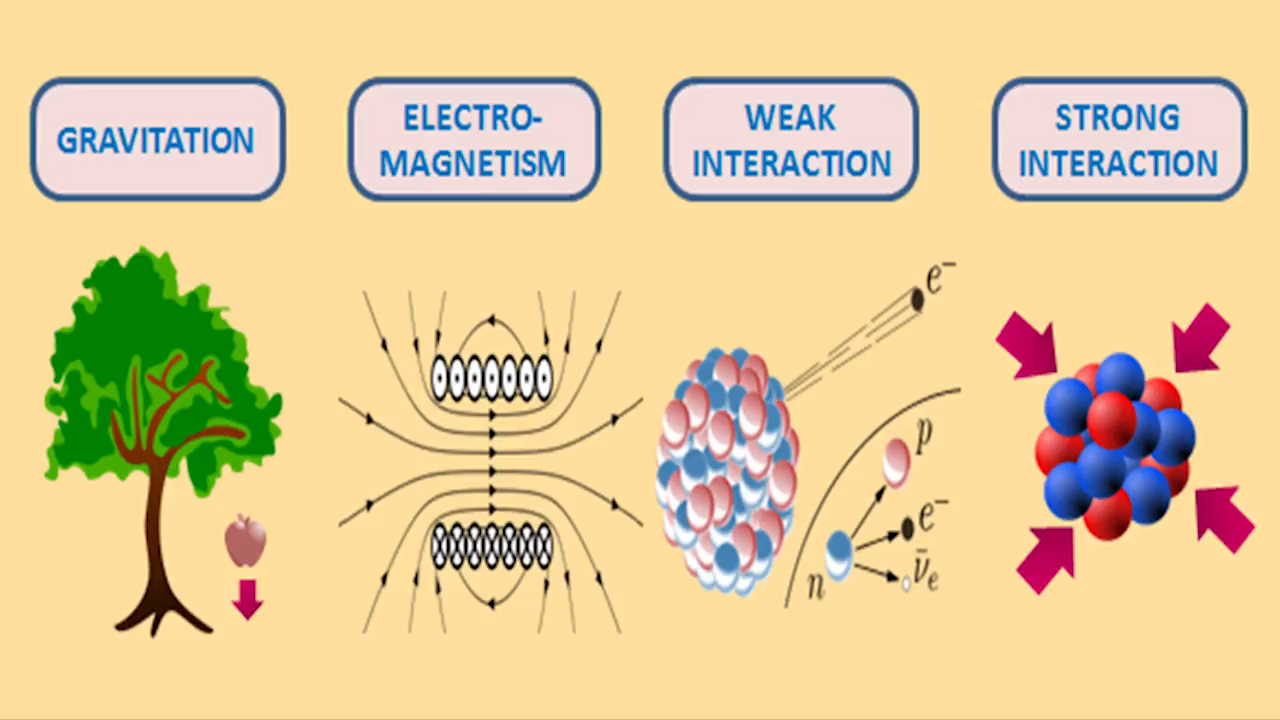 GRAVITATION
ELECTRO-
MAGNETISM
WEAK
INTERACTION
STRONG
INTERACTION
e⁻
p
e⁻
n
ν̄ₑ